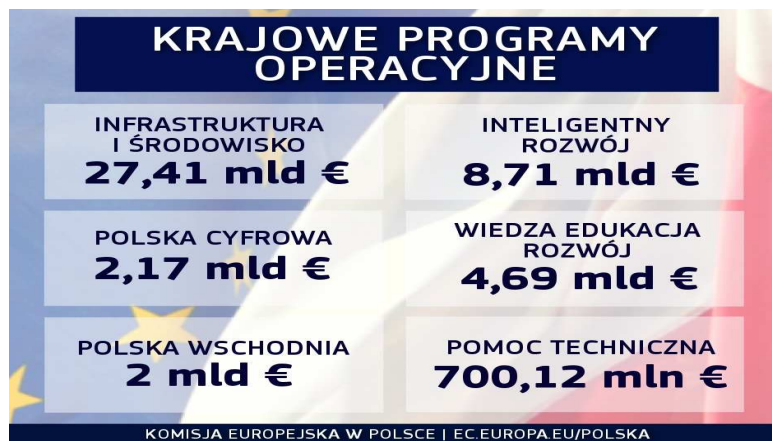 KRAJOWE PROGRAMY
OPERACYJNE
INFRASTRUKTURA
I ŚRODOWISKO
27,41 mld €
INTELIGENTNY
ROZWÓJ
8,71 mld €
POLSKA CYFROWA
2,17 mld €
WIEDZA EDUKACJA
ROZWÓJ
4,69 mld €
POLSKA WSCHODNIA
2 mld €
POMOC TECHNICZNA
700,12 mln €
KOMISJA EUROPEJSKA W POLSCE | EC.EUROPA.EU/POLSKA